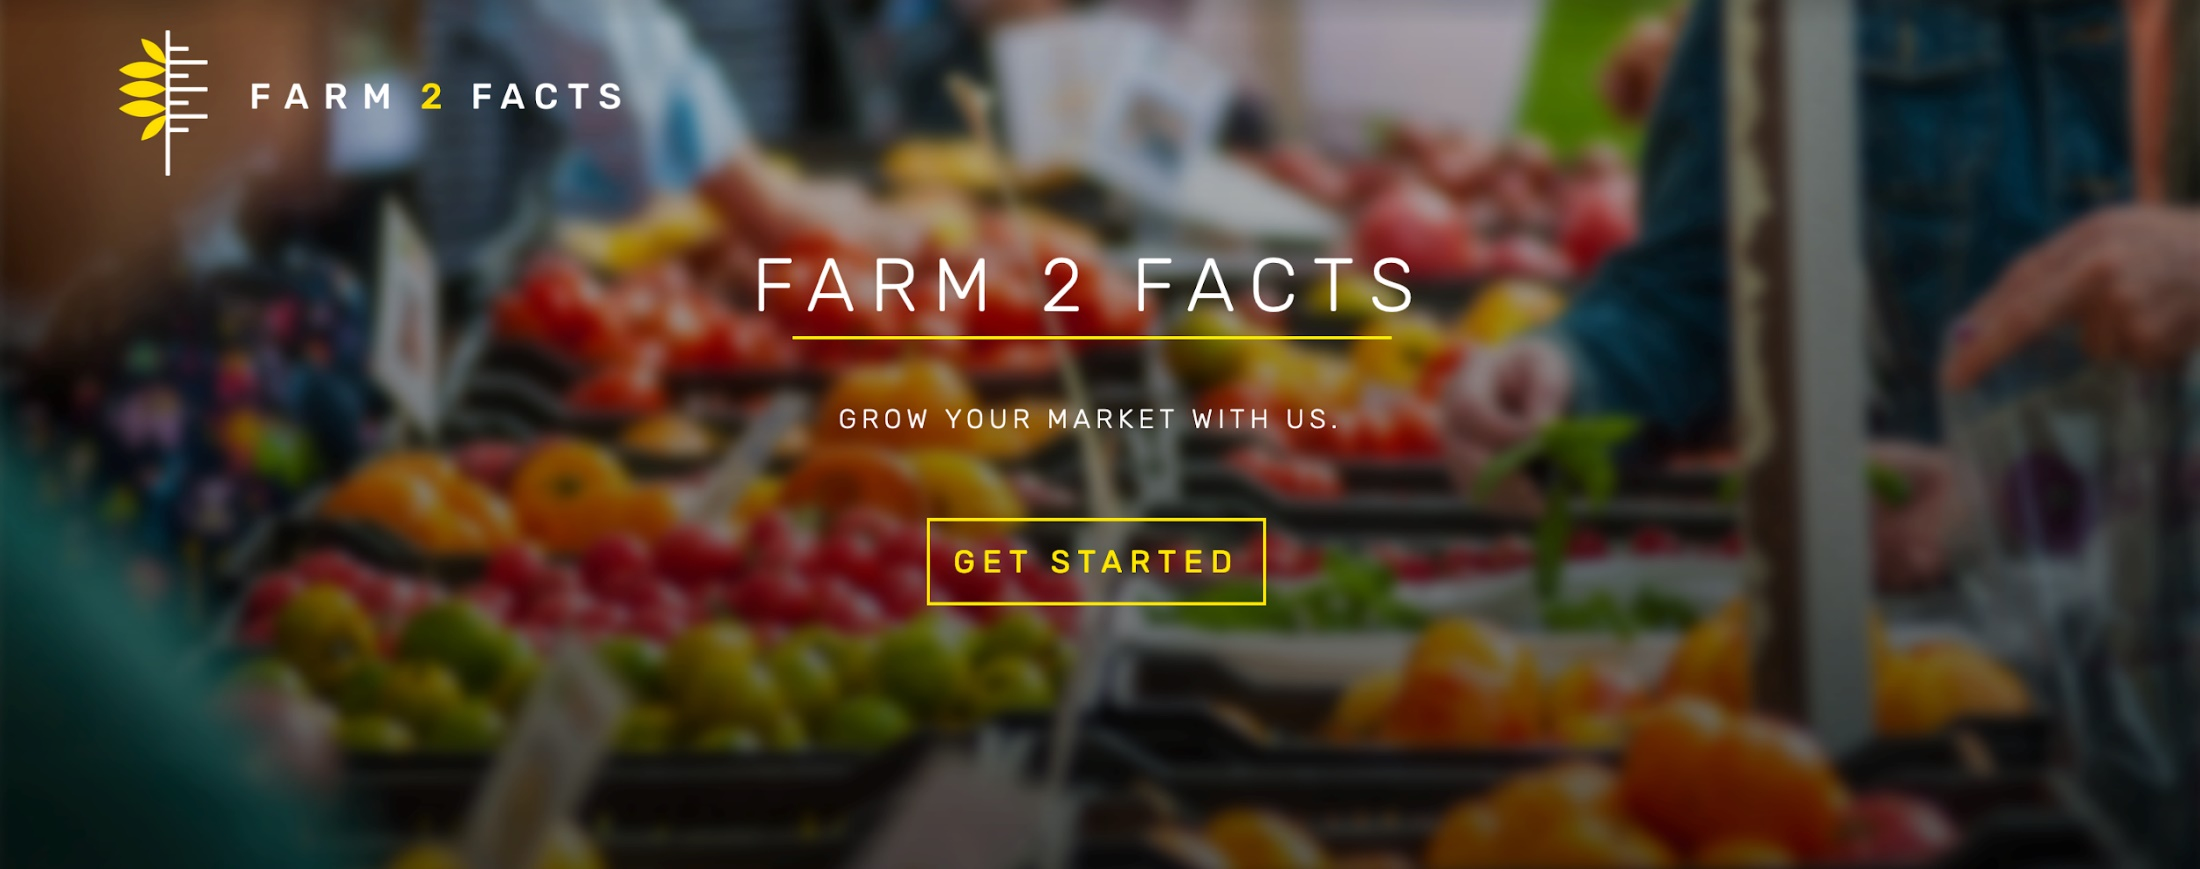 FARM 2 FACTS
FARM 2 FACTS
GROW YOUR MARKET WITH US.
GET STARTED